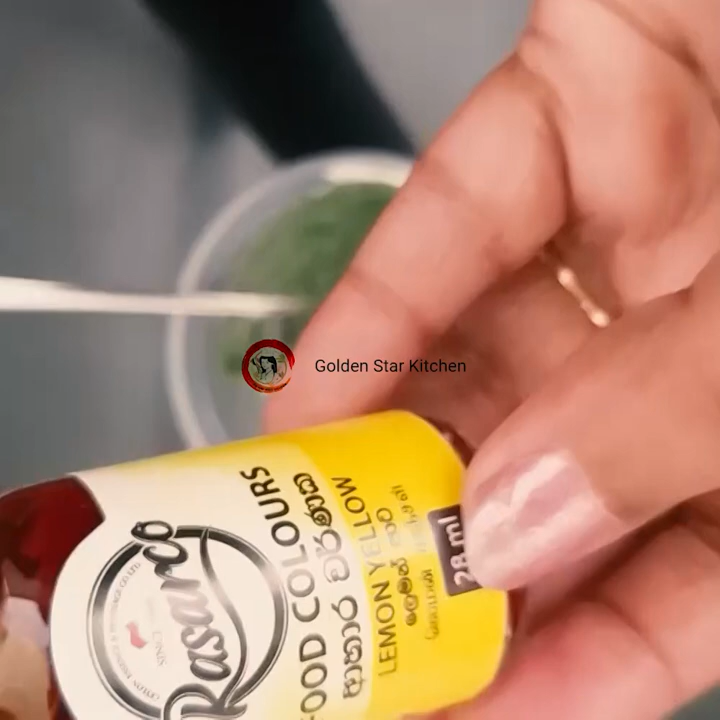 Golden Star Kitchen
Rasarco
FOOD COLOURS
ආහාර වර්ණ
LEMON YELLOW
28 ml